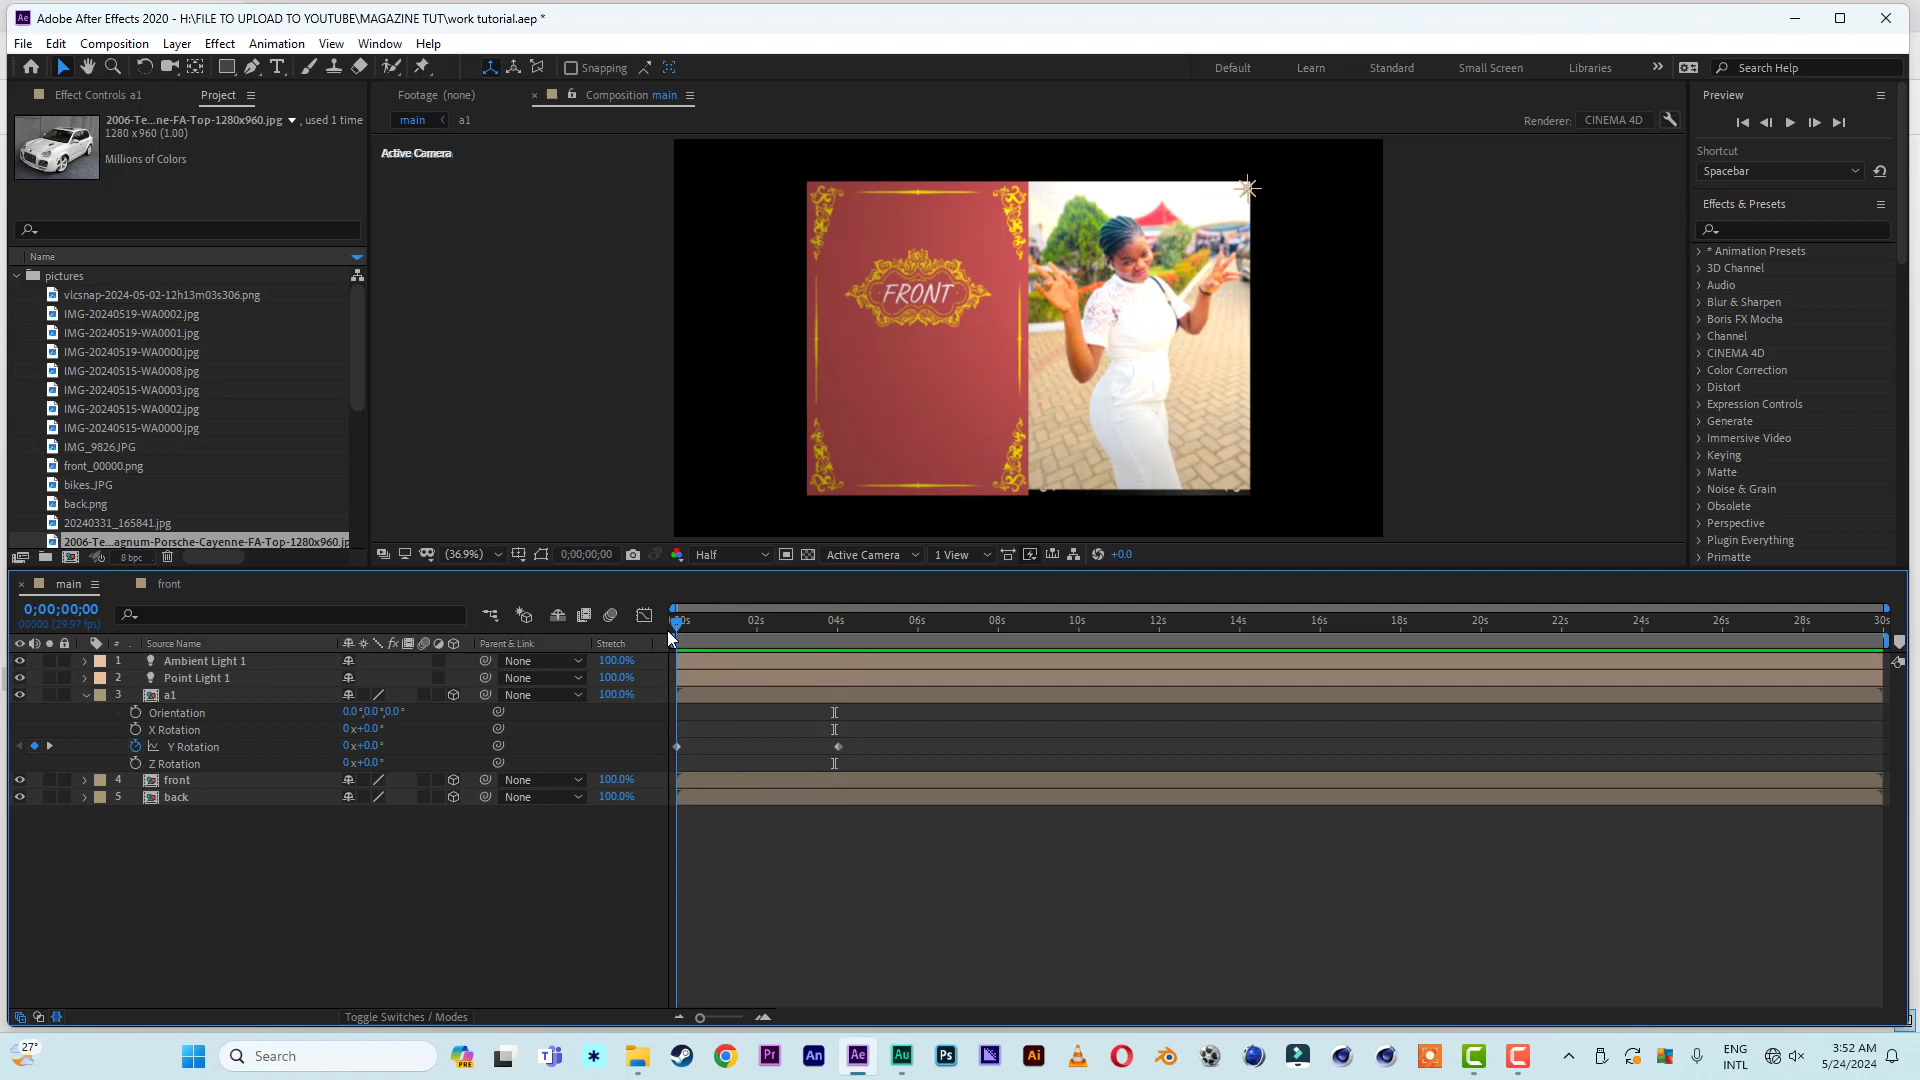 Adobe After Effects 2020 - H:\FILE TO UPLOAD TO YOUTUBE\MAGAZINE TUT\work tutorial.aep *
File Edit Composition Layer Effect Animation View Window Help
Snapping
Default Learn Standard Small Screen Libraries Search Help
Effect Controls a1 Project
Footage (none) Composition main
Preview
2006-Te...ne-FA-Top-1280x960.jpg , used 1 time
1280 x 960 (1.00)
Millions of Colors
main a1
Renderer: CINEMA 4D
Active Camera
Shortcut
Spacebar
Effects & Presets
Name
pictures
vlcsnap-2024-05-02-12h13m03s306.png
IMG-20240519-WA0002.jpg
IMG-20240519-WA0001.jpg
IMG-20240519-WA0000.jpg
IMG-20240515-WA0008.jpg
IMG-20240515-WA0003.jpg
IMG-20240515-WA0002.jpg
IMG-20240515-WA0000.jpg
IMG_9826.JPG
front_00000.png
bikes.JPG
back.png
20240331_165841.jpg
2006-Te...agnum-Porsche-Cayenne-FA-Top-1280x960.jp
FRONT
* Animation Presets
3D Channel
Audio
Blur & Sharpen
Boris FX Mocha
Channel
CINEMA 4D
Color Correction
Distort
Expression Controls
Generate
Immersive Video
Keying
Matte
Noise & Grain
Obsolete
Perspective
Plugin Everything
Primatte
8 bpc
(36.9%) 0;00;00;00 Half Active Camera 1 View +0.0
main front
0;00;00;00
00000 (29.97 fps)
00s 02s 04s 06s 08s 10s 12s 14s 16s 18s 20s 22s 24s 26s 28s 30s
# Source Name fx Parent & Link Stretch
1 Ambient Light 1 None 100.0%
2 Point Light 1 None 100.0%
3 a1 None 100.0%
Orientation 0.0°,0.0°,0.0°
X Rotation 0x+0.0°
Y Rotation 0x+0.0°
Z Rotation 0x+0.0°
4 front None 100.0%
5 back None 100.0%
Toggle Switches / Modes
27°
Search
PRE
Pr An Ae Au Ps Ai
ENG
INTL
3:52 AM
5/24/2024